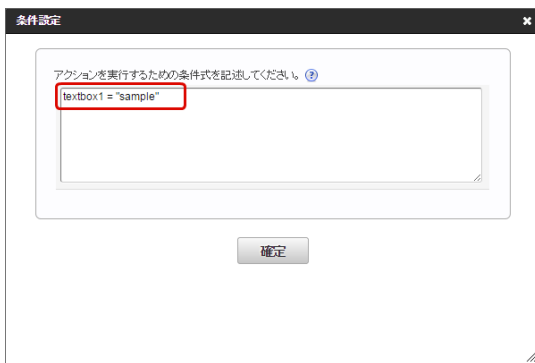 条件設定
アクションを実行するための条件式を記述してください。 ?
textbox1 = "sample"
確定